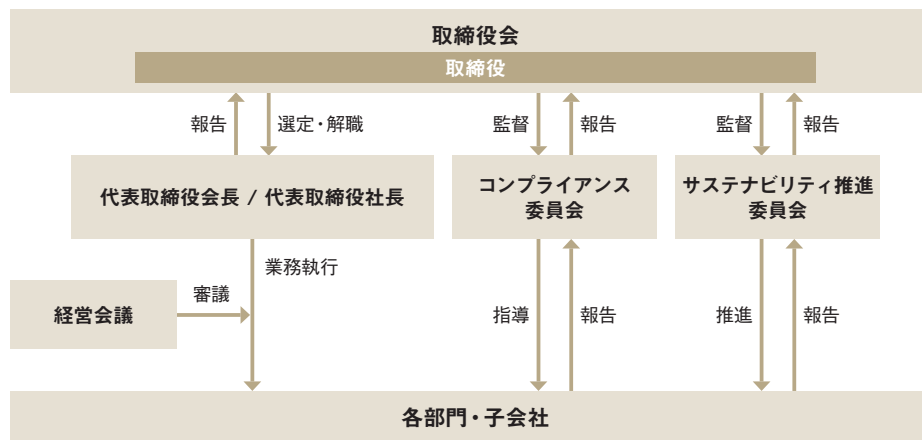 取締役会
取締役
報告
選定・解職
監督
報告
監督
報告
代表取締役会長 / 代表取締役社長
コンプライアンス
委員会
サステナビリティ推進
委員会
業務執行
経営会議
審議
指導
報告
推進
報告
各部門・子会社